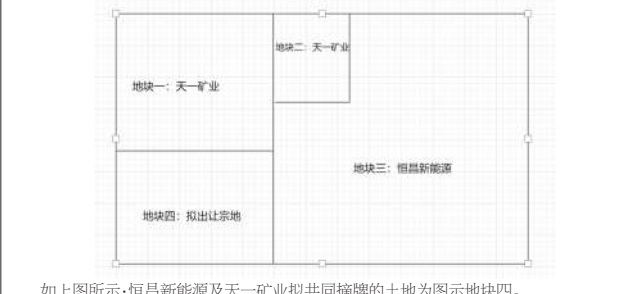 地块二：天一矿业
地块一：天一矿业
地块三：恒昌新能源
地块四：拟出让宗地
如上图所示,恒昌新能源及天一矿业拟共同摘牌的土地为图示地块四。